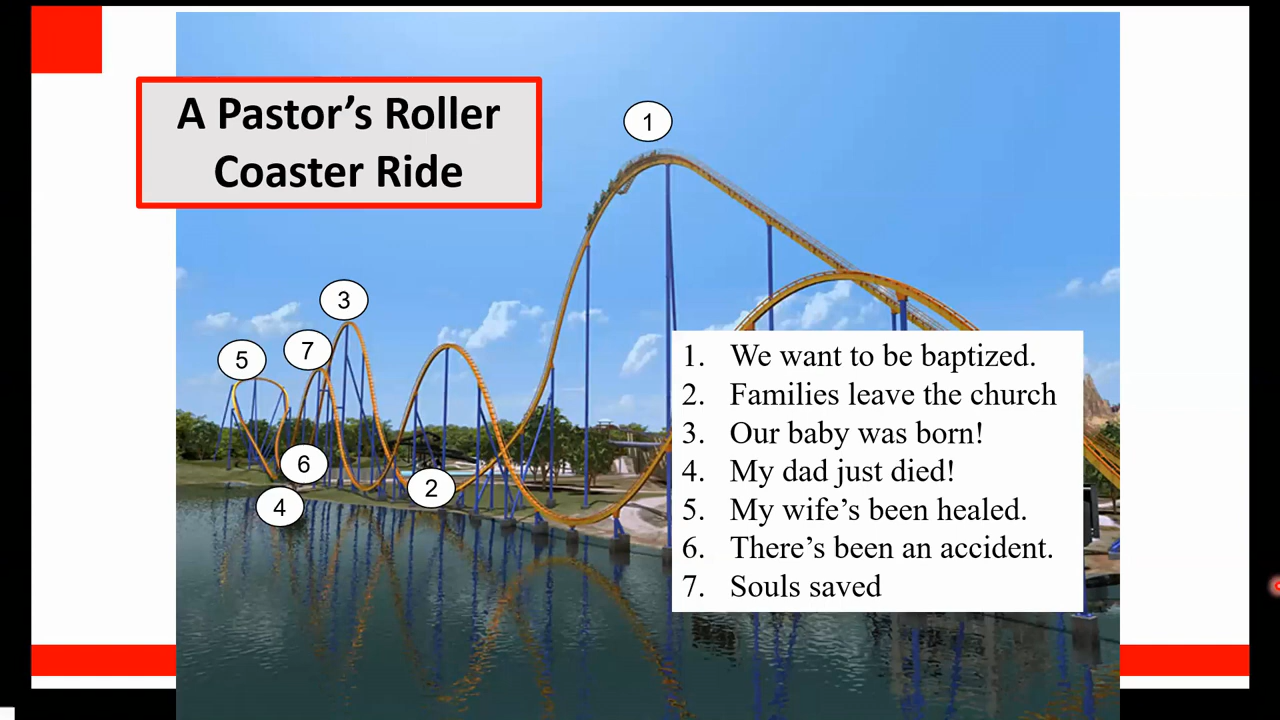 A Pastor's Roller
Coaster Ride
1
3
7
5
6
2
4
1. We want to be baptized.
2. Families leave the church
3. Our baby was born!
4. My dad just died!
5. My wife's been healed.
6. There's been an accident.
7. Souls saved